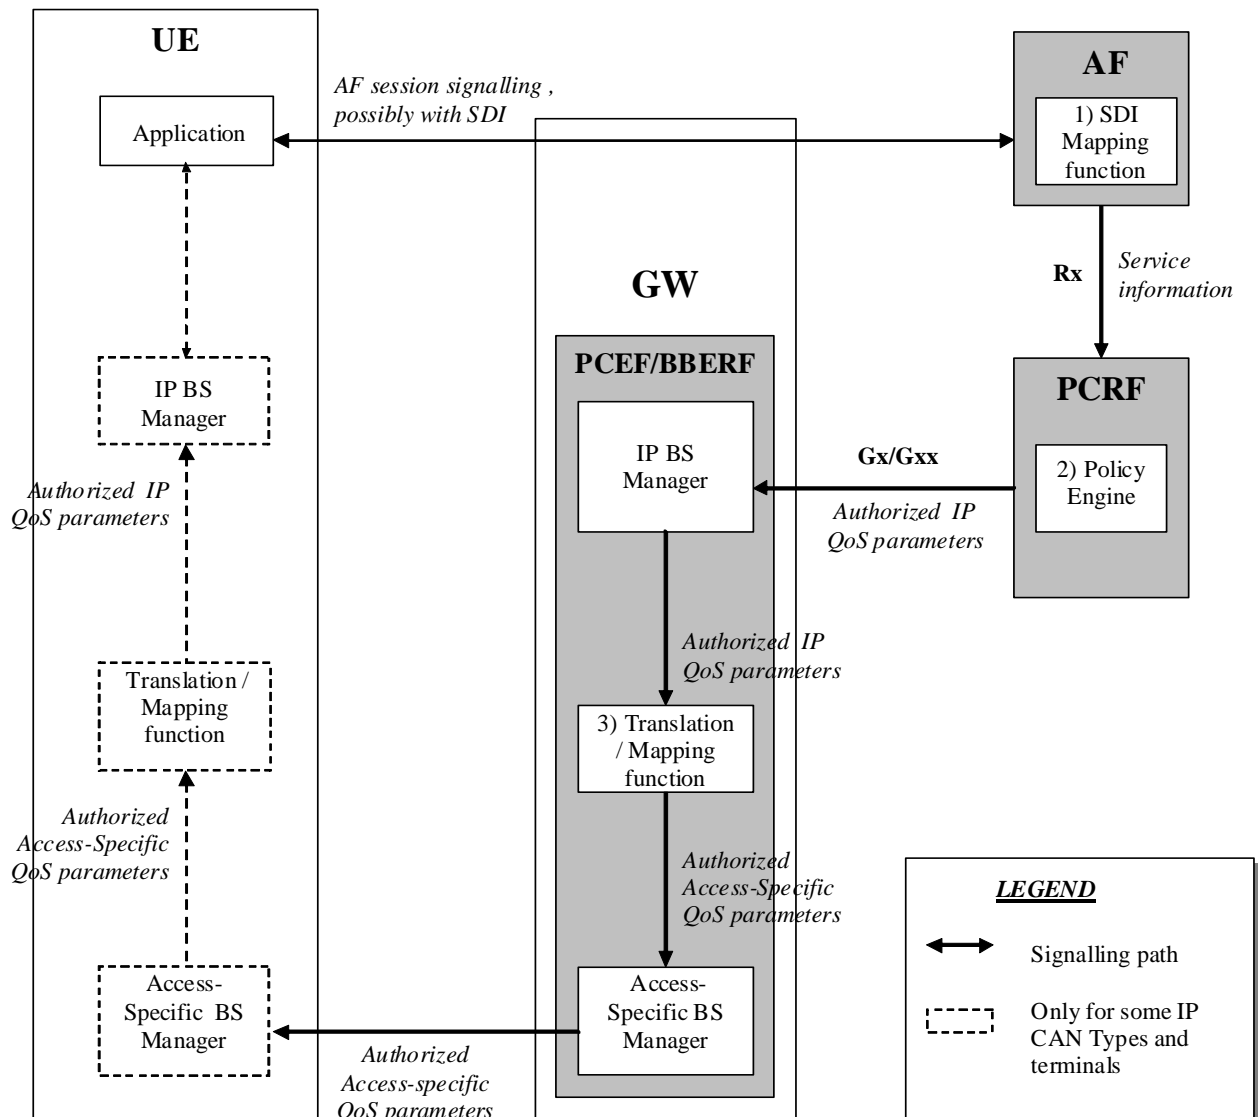 UE
Application
AF session signalling ,
possibly with SDI
AF
1) SDI
Mapping
function
Rx
Service
information
GW
PCEF/BBERF
IP BS
Manager
PCRF
2) Policy
Engine
Gx/Gxx
Authorized IP
QoS parameters
IP BS
Manager
Authorized IP
QoS parameters
Authorized IP
QoS parameters
Translation /
Mapping
function
3) Translation
/ Mapping
function
Authorized
Access-Specific
QoS parameters
Authorized
Access-Specific
QoS parameters
Access-
Specific BS
Manager
Access-
Specific BS
Manager
Authorized
Access-specific
QoS parameters
LEGEND
Signalling path
Only for some IP
CAN Types and
terminals